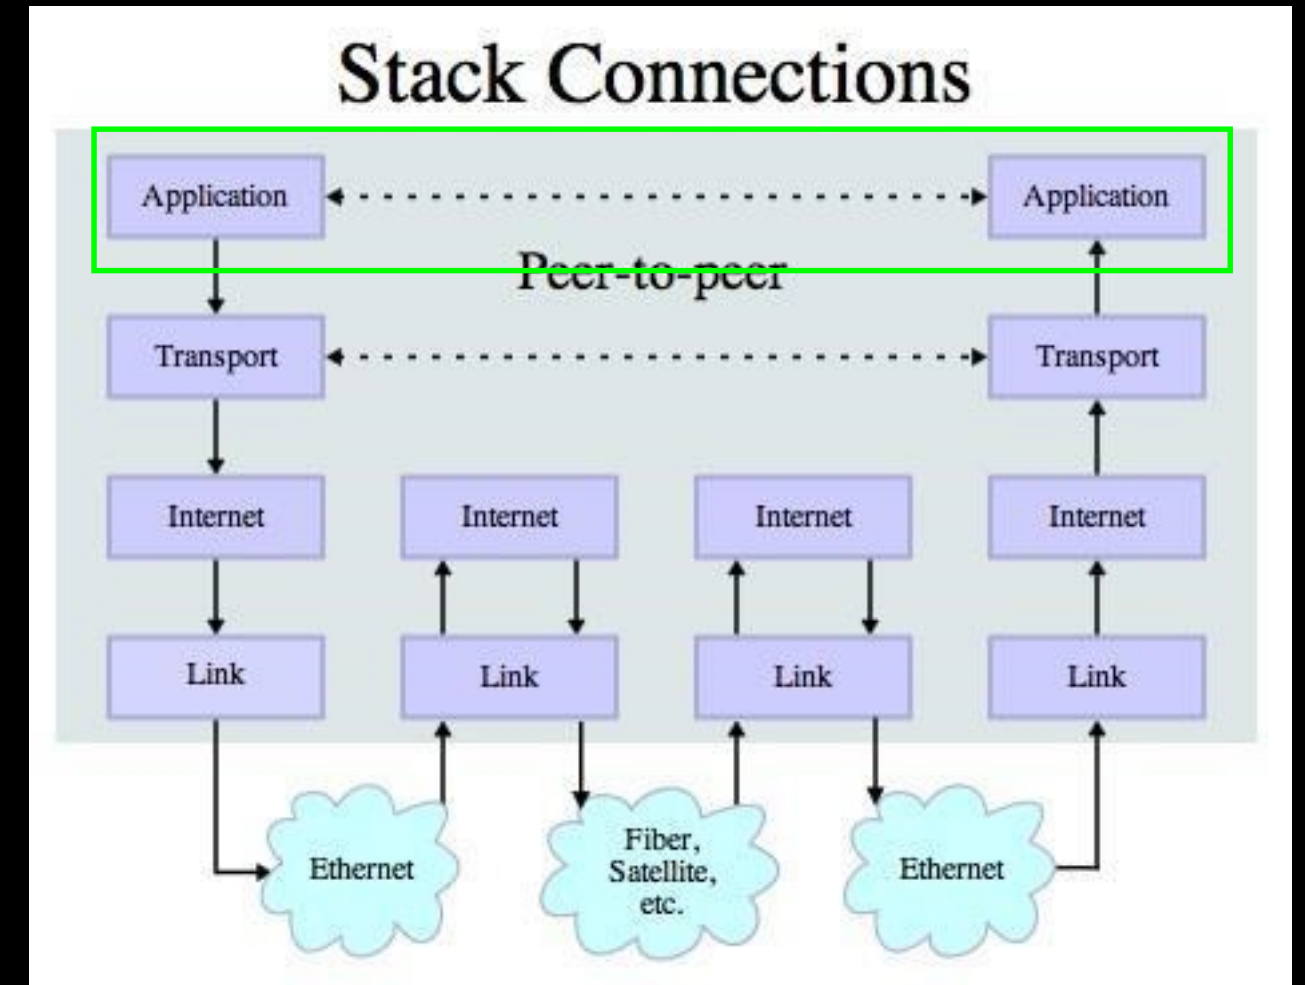 Stack Connections
Application
Application
Peer-to-peer
Transport
Transport
Internet
Internet
Internet
Internet
Link
Link
Link
Link
Ethernet
Fiber,
Satellite,
etc.
Ethernet